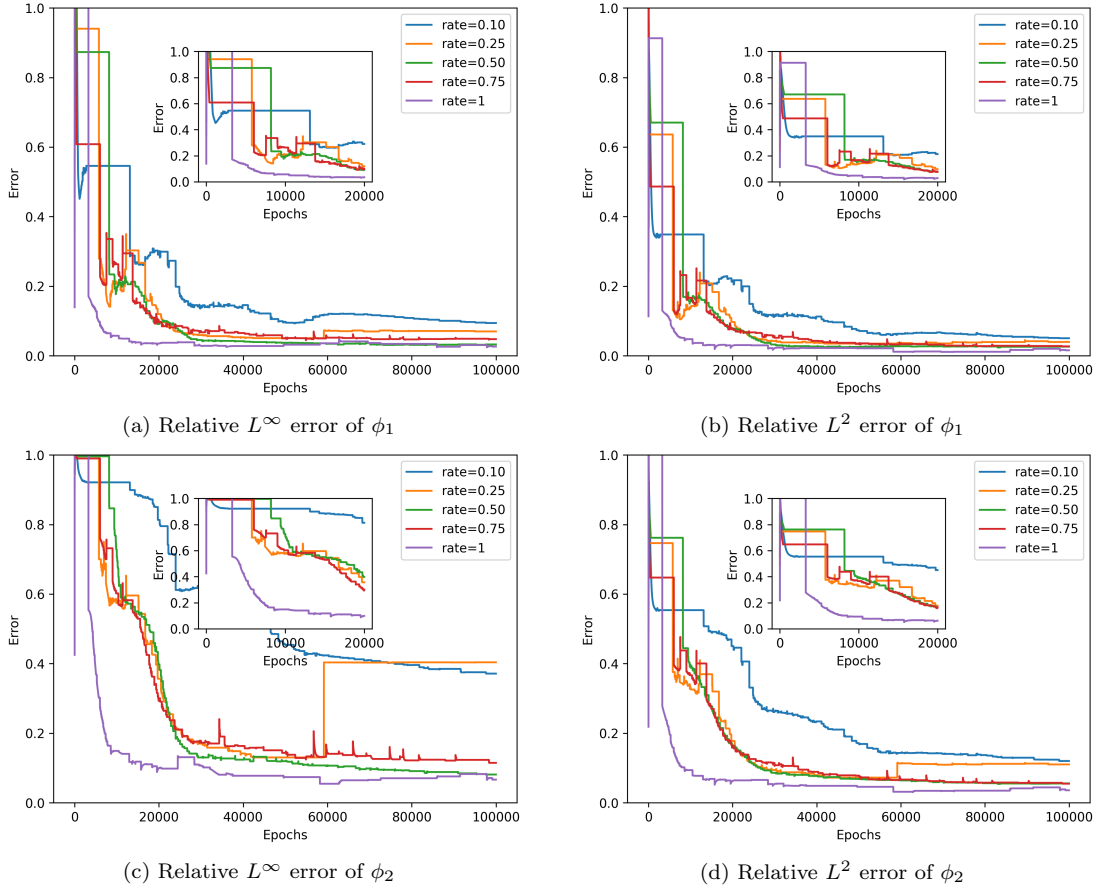 1.0
0.8
0.6
0.4
0.2
0.0
Error
0 20000 40000 60000 80000 100000
Epochs
rate=0.10
rate=0.25
rate=0.50
rate=0.75
rate=1
1.0
0.8
0.6
0.4
0.2
0.0
Error
0 10000 20000
Epochs
(a) Relative L^∞ error of ϕ₁
1.0
0.8
0.6
0.4
0.2
0.0
Error
0 20000 40000 60000 80000 100000
Epochs
rate=0.10
rate=0.25
rate=0.50
rate=0.75
rate=1
1.0
0.8
0.6
0.4
0.2
0.0
Error
0 10000 20000
Epochs
(b) Relative L² error of ϕ₁
1.0
0.8
0.6
0.4
0.2
0.0
Error
0 20000 40000 60000 80000 100000
Epochs
rate=0.10
rate=0.25
rate=0.50
rate=0.75
rate=1
1.0
0.8
0.6
0.4
0.2
0.0
Error
0 10000 20000
Epochs
(c) Relative L^∞ error of ϕ₂
1.0
0.8
0.6
0.4
0.2
0.0
Error
0 20000 40000 60000 80000 100000
Epochs
rate=0.10
rate=0.25
rate=0.50
rate=0.75
rate=1
1.0
0.8
0.6
0.4
0.2
0.0
Error
0 10000 20000
Epochs
(d) Relative L² error of ϕ₂